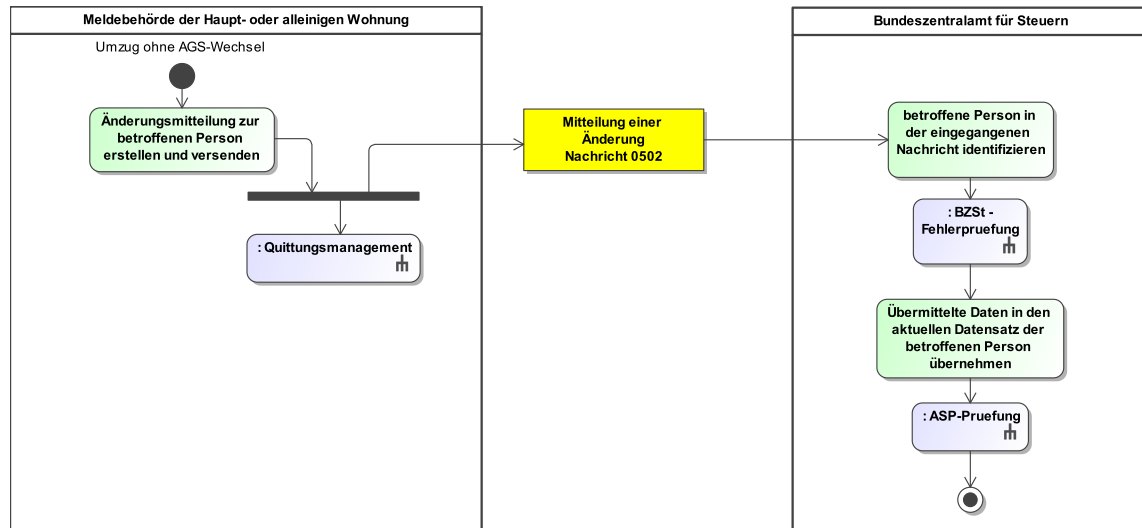 Meldebehörde der Haupt- oder alleinigen Wohnung
Umzug ohne AGS-Wechsel
Änderungsmitteilung zur
betroffenen Person
erstellen und versenden
: Quittungsmanagement
Mitteilung einer
Änderung
Nachricht 0502
Bundeszentralamt für Steuern
betroffene Person in
der eingegangenen
Nachricht identifizieren
: BZSt -
Fehlerpruefung
Übermittelte Daten in den
aktuellen Datensatz der
betroffenen Person
übernehmen
: ASP-Pruefung